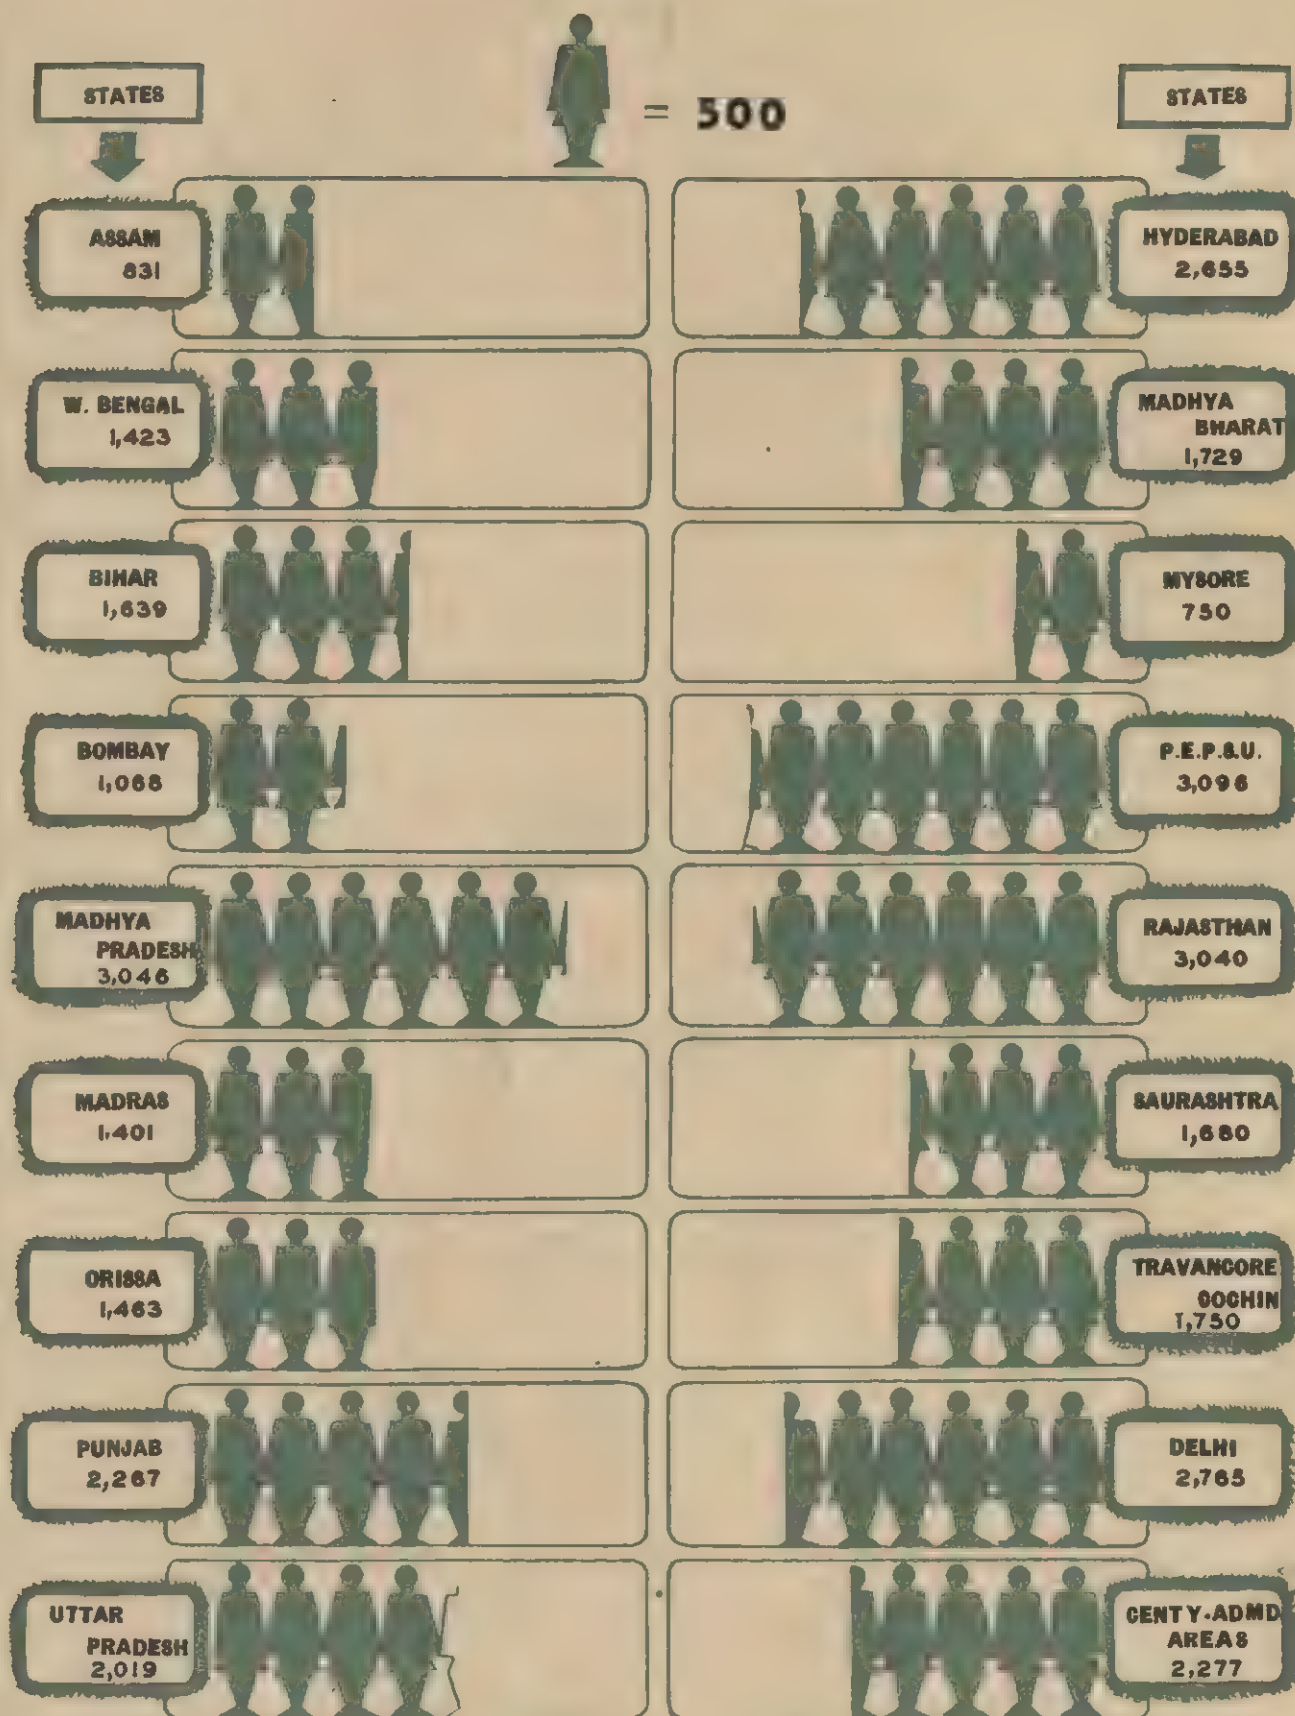 = 500
STATES
ASSAM
831
W. BENGAL
1,423
BIHAR
1,639
BOMBAY
1,068
MADHYA
PRADESH
3,046
MADRAS
1,401
ORISSA
1,463
PUNJAB
2,267
UTTAR
PRADESH
2,019
STATES
HYDERABAD
2,655
MADHYA
BHARAT
1,729
MYSORE
750
P.E.P.S.U.
3,096
RAJASTHAN
3,040
SAURASHTRA
1,680
TRAVANCORE
COCHIN
1,750
DELHI
2,765
CENTY-ADMD
AREAS
2,277